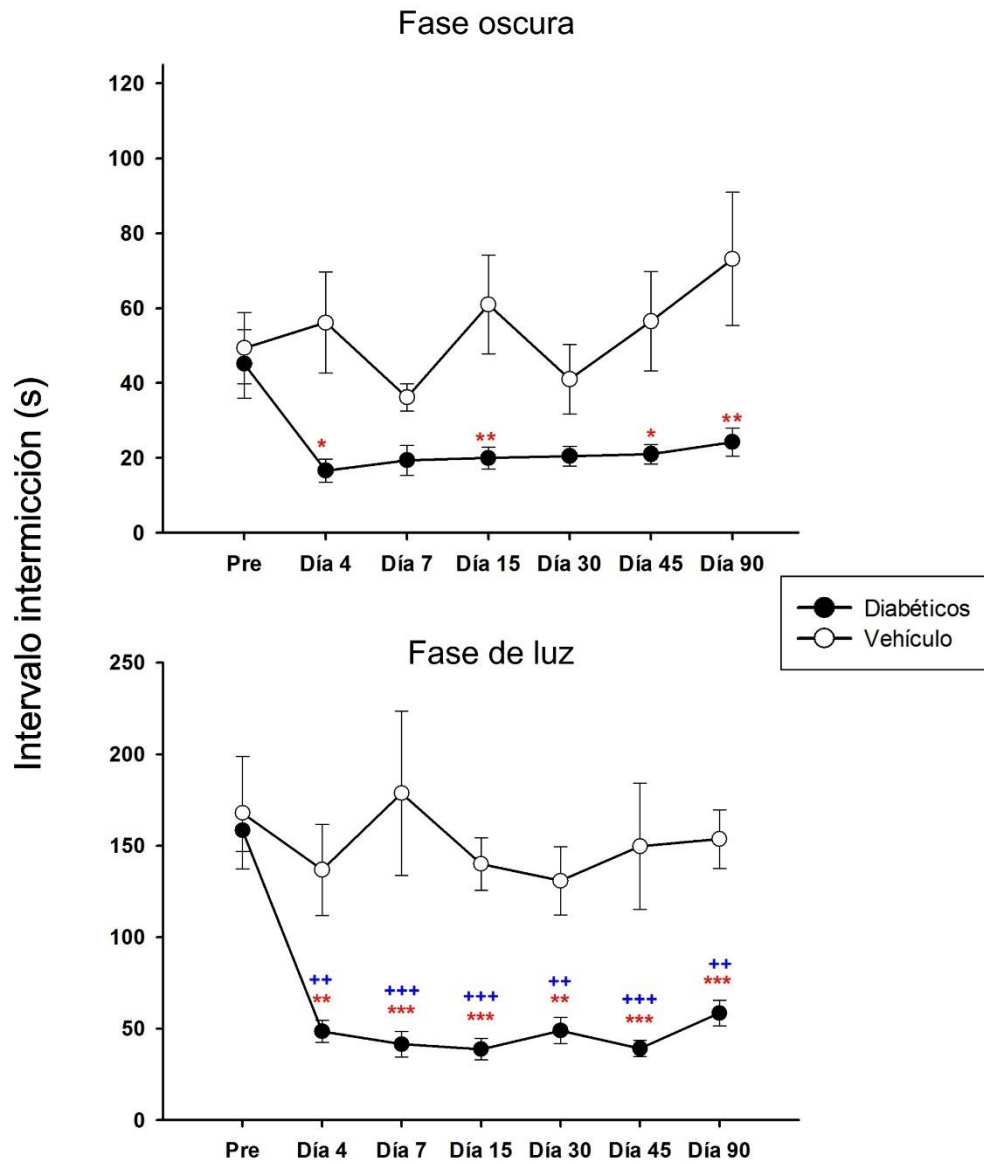 Fase oscura
Intervalo intermicción (s)
120
100
80
60
40
20
0
*
**
*
**
Pre Día 4 Día 7 Día 15 Día 30 Día 45 Día 90
Diabéticos
Vehículo
Fase de luz
250
200
150
100
50
0
++ +++ +++ ++ +++ ++
** *** *** ** *** ***
Pre Día 4 Día 7 Día 15 Día 30 Día 45 Día 90